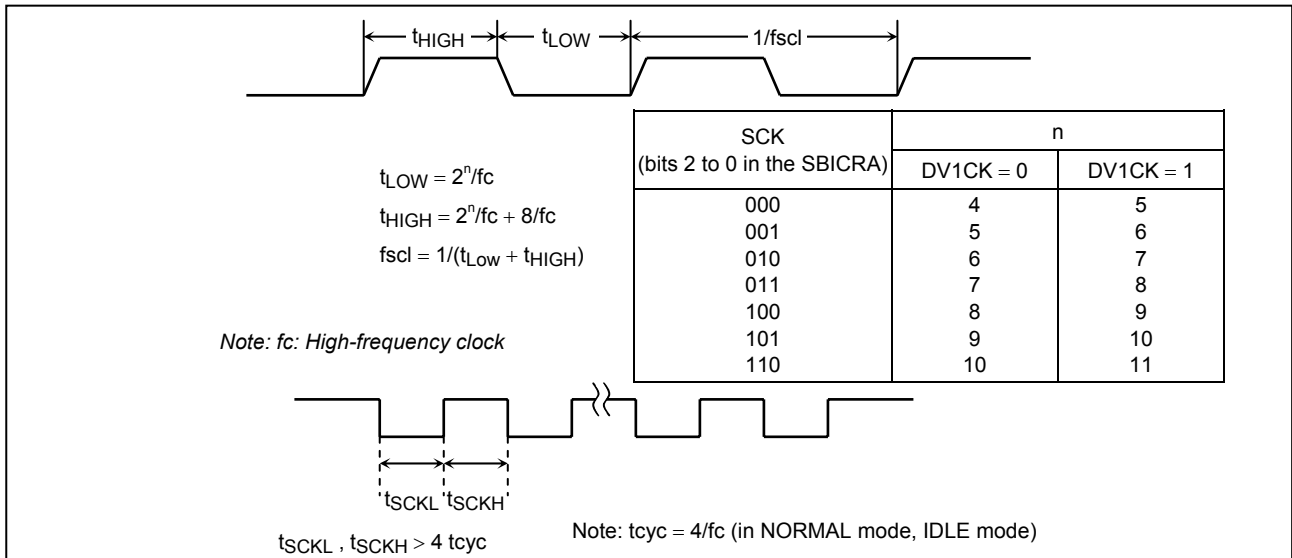 tHIGH tLOW 1/fscl
SCK
(bits 2 to 0 in the SBICRA)
n
DV1CK = 0 DV1CK = 1
000 4 5
001 5 6
010 6 7
011 7 8
100 8 9
101 9 10
110 10 11
tLOW = 2ⁿ/fc
tHIGH = 2ⁿ/fc + 8/fc
fscl = 1/(tLow + tHIGH)
Note: fc: High-frequency clock
tSCKL tSCKH
tSCKL , tSCKH > 4 tcyc
Note: tcyc = 4/fc (in NORMAL mode, IDLE mode)